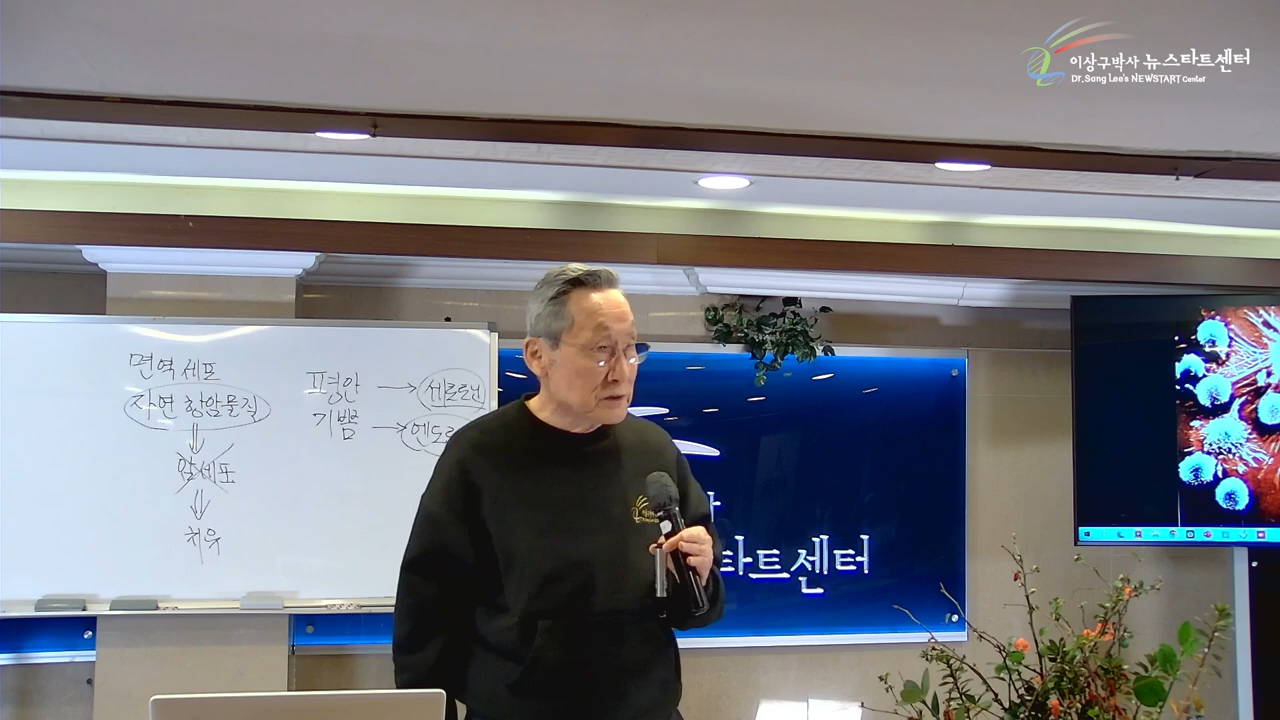 이상구박사 뉴스타트센터
Dr. Sang Lee's NEWSTART Center
면역세포
자연항암물질
암세포
치유
평안 → 세로토닌
기쁨 → 엔도르
타트센터